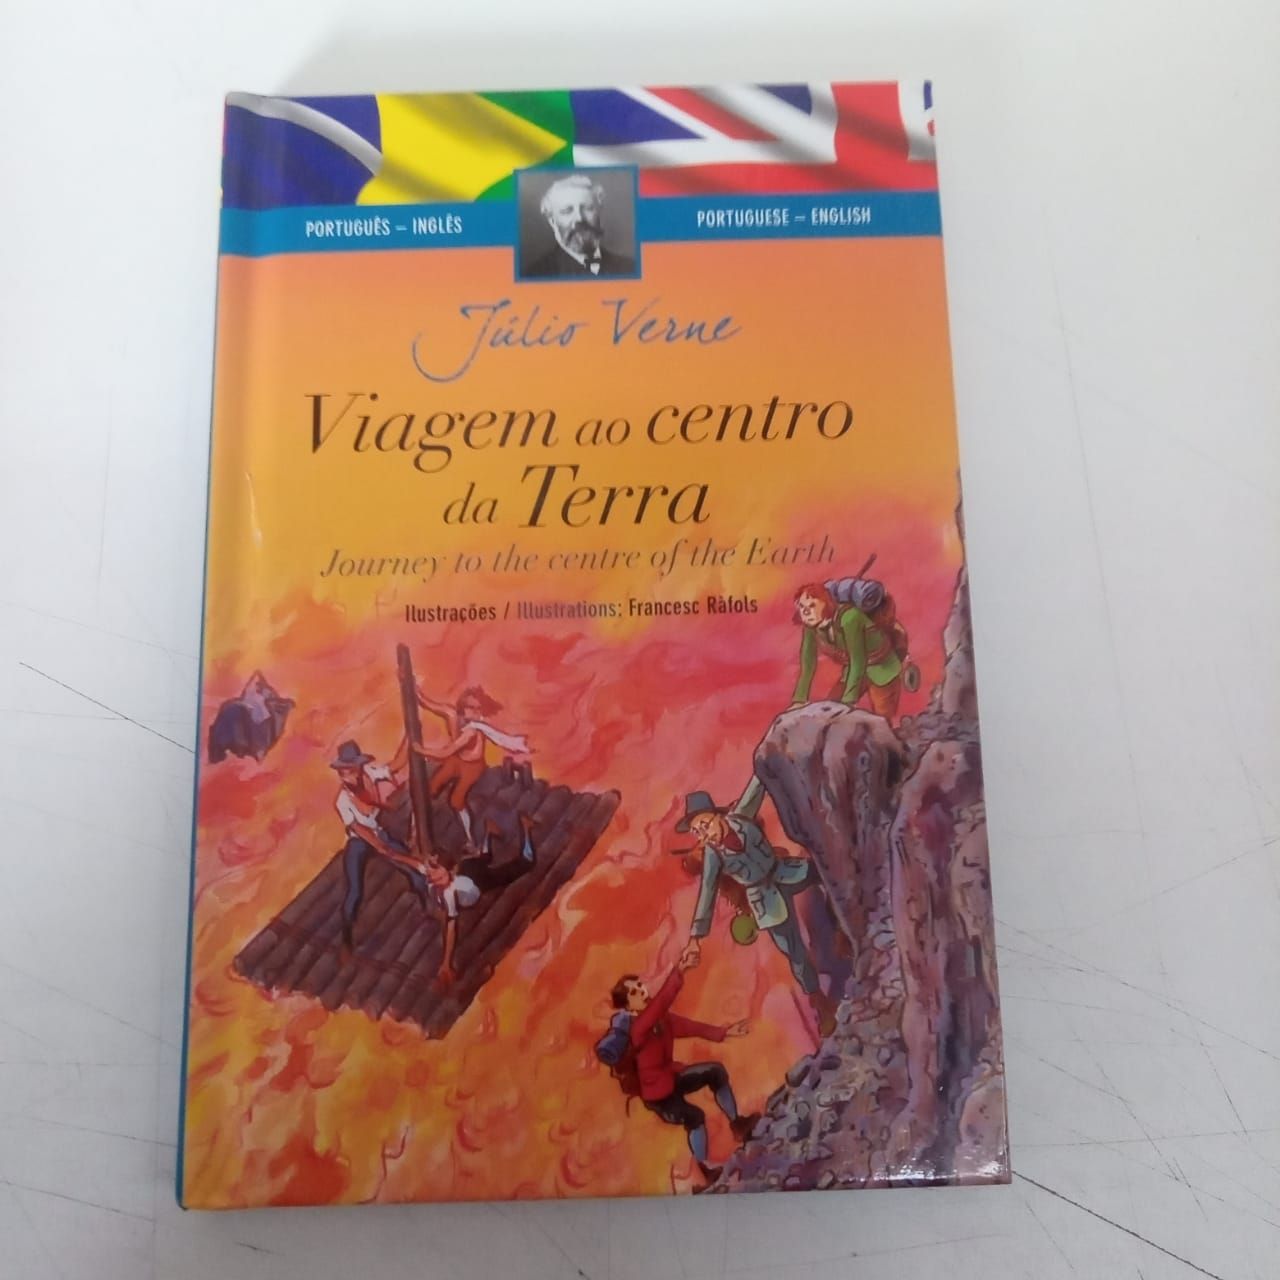 PORTUGUÊS – INGLÊS
PORTUGUESE – ENGLISH
Júlio Verne
Viagem ao centro
da Terra
Journey to the centre of the Earth
Ilustrações / Illustrations: Francesc Ràfols